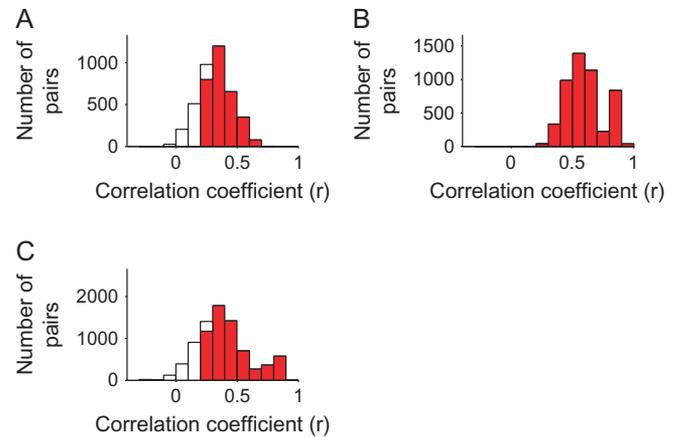 A
Number of
pairs
1000
500
0
0
0.5
1
Correlation coefficient (r)
B
Number of
pairs
1500
1000
500
0
0
0.5
1
Correlation coefficient (r)
C
Number of
pairs
2000
1000
0
0
0.5
1
Correlation coefficient (r)